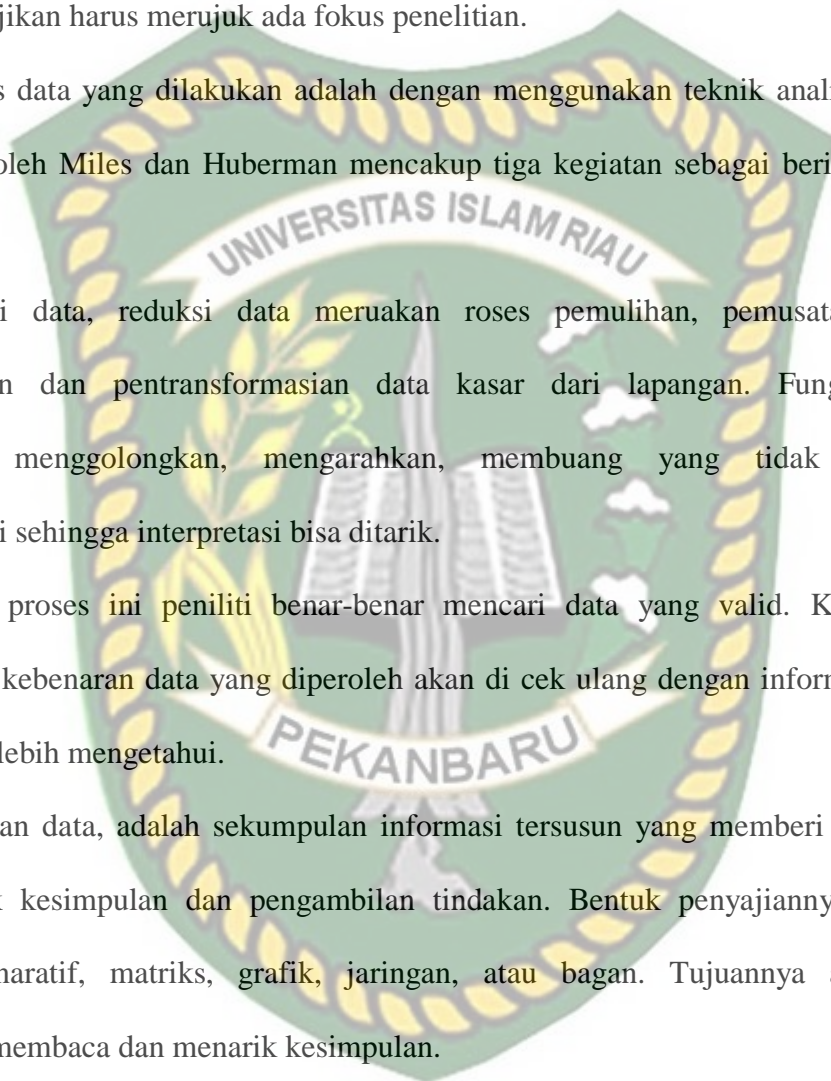 jikan harus merujuk ada fokus penelitian.
s data yang dilakukan adalah dengan menggunakan teknik anali
oleh Miles dan Huberman mencakup tiga kegiatan sebagai beri
UNIVERSITAS ISLAM RIAU
i data, reduksi data meruakan roses pemulihan, pemusata
n dan pentransformasian data kasar dari lapangan. Fung
menggolongkan, mengarahkan, membuang yang tidak
i sehingga interpretasi bisa ditarik.
proses ini peniliti benar-benar mencari data yang valid. K
kebenaran data yang diperoleh akan di cek ulang dengan inform
lebih mengetahui.
PEKANBARU
an data, adalah sekumpulan informasi tersusun yang memberi
k kesimpulan dan pengambilan tindakan. Bentuk penyajianny
naratif, matriks, grafik, jaringan, atau bagan. Tujuannya a
membaca dan menarik kesimpulan.